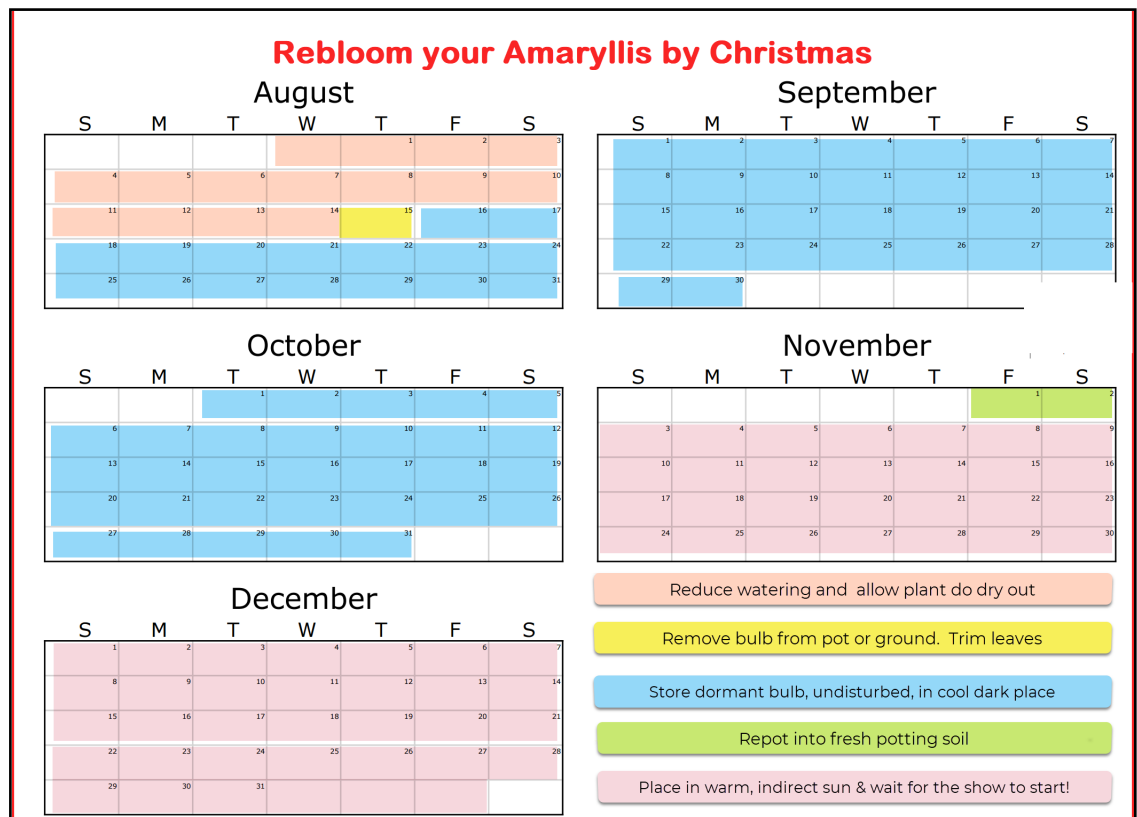 Rebloom your Amaryllis by Christmas
August
S M T W T F S
1 2 3
4 5 6 7 8 9 10
11 12 13 14 15 16 17
18 19 20 21 22 23 24
25 26 27 28 29 30 31
September
S M T W T F S
1 2 3 4 5 6 7
8 9 10 11 12 13 14
15 16 17 18 19 20 21
22 23 24 25 26 27 28
29 30
October
S M T W T F S
1 2 3 4 5
6 7 8 9 10 11 12
13 14 15 16 17 18 19
20 21 22 23 24 25 26
27 28 29 30 31
November
S M T W T F S
1 2
3 4 5 6 7 8 9
10 11 12 13 14 15 16
17 18 19 20 21 22 23
24 25 26 27 28 29 30
December
S M T W T F S
1 2 3 4 5 6 7
8 9 10 11 12 13 14
15 16 17 18 19 20 21
22 23 24 25 26 27 28
29 30 31
Reduce watering and allow plant do dry out
Remove bulb from pot or ground. Trim leaves
Store dormant bulb, undisturbed, in cool dark place
Repot into fresh potting soil
Place in warm, indirect sun & wait for the show to start!